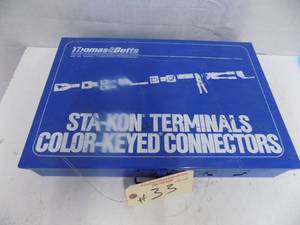 Thomas&Betts
STA-KON TERMINALS
COLOR-KEYED CONNECTORS
#33